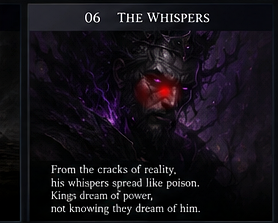 06 The Whispers
From the cracks of reality,
his whispers spread like poison.
Kings dream of power,
not knowing they dream of him.